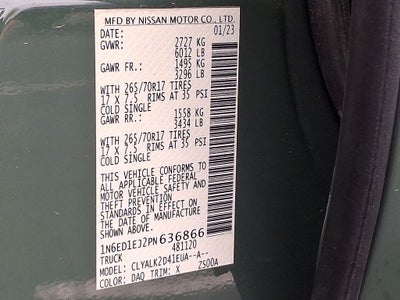 MFD BY NISSAN MOTOR CO., LTD.
DATE: 01/23
GVWR: 2727 KG
6012 LB
GAWR FR.: 1495 KG
3296 LB
WITH 265/70R17 TIRES
17 X 7.5 RIMS AT 35 PSI
COLD SINGLE
GAWR RR.: 1558 KG
3434 LB
WITH 265/70R17 TIRES
17 X 7.5 RIMS AT 35 PSI
COLD SINGLE
THIS VEHICLE CONFORMS TO
ALL APPLICABLE FEDERAL
MOTOR VEHICLE SAFETY AND
THEFT PREVENTION
STANDARDS IN EFFECT ON
THE DATE OF MANUFACTURE
SHOWN ABOVE.
1N6ED1EJ2PN636866
TRUCK 481120
MODEL: CLYALK2D41EUA--A--
COLOR: DAQ TRIM: X ZS00A